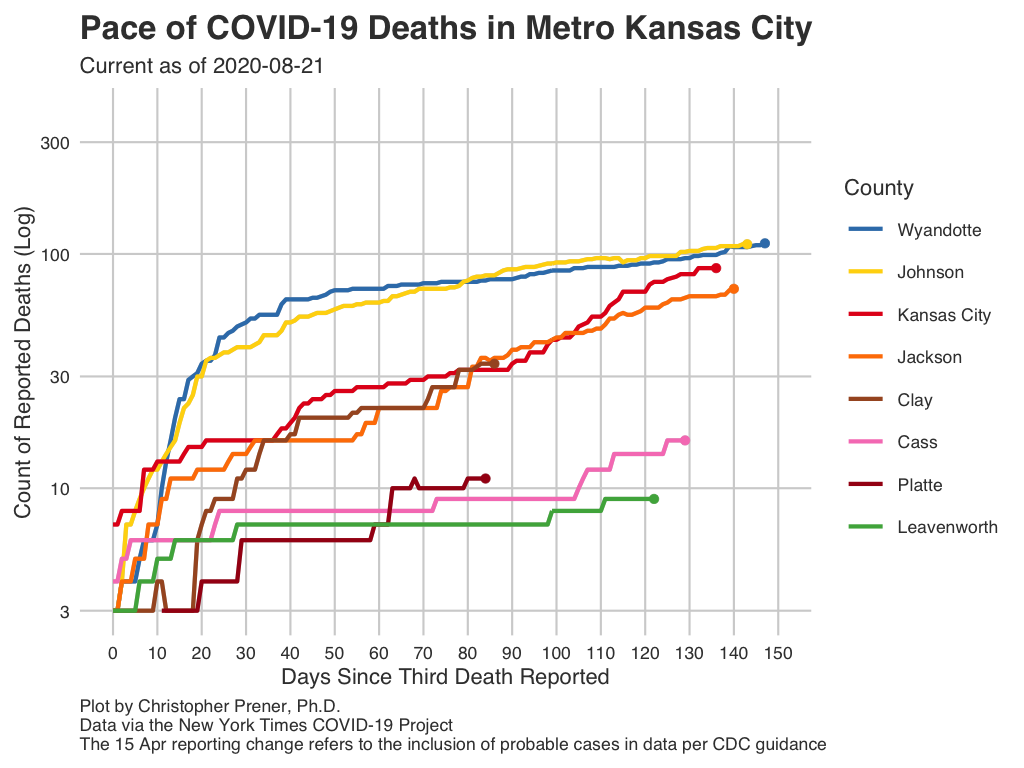 Pace of COVID-19 Deaths in Metro Kansas City
Current as of 2020-08-21
Count of Reported Deaths (Log)
300
100
30
10
3
0 10 20 30 40 50 60 70 80 90 100 110 120 130 140 150
Days Since Third Death Reported
County
Wyandotte
Johnson
Kansas City
Jackson
Clay
Cass
Platte
Leavenworth
Plot by Christopher Prener, Ph.D.
Data via the New York Times COVID-19 Project
The 15 Apr reporting change refers to the inclusion of probable cases in data per CDC guidance